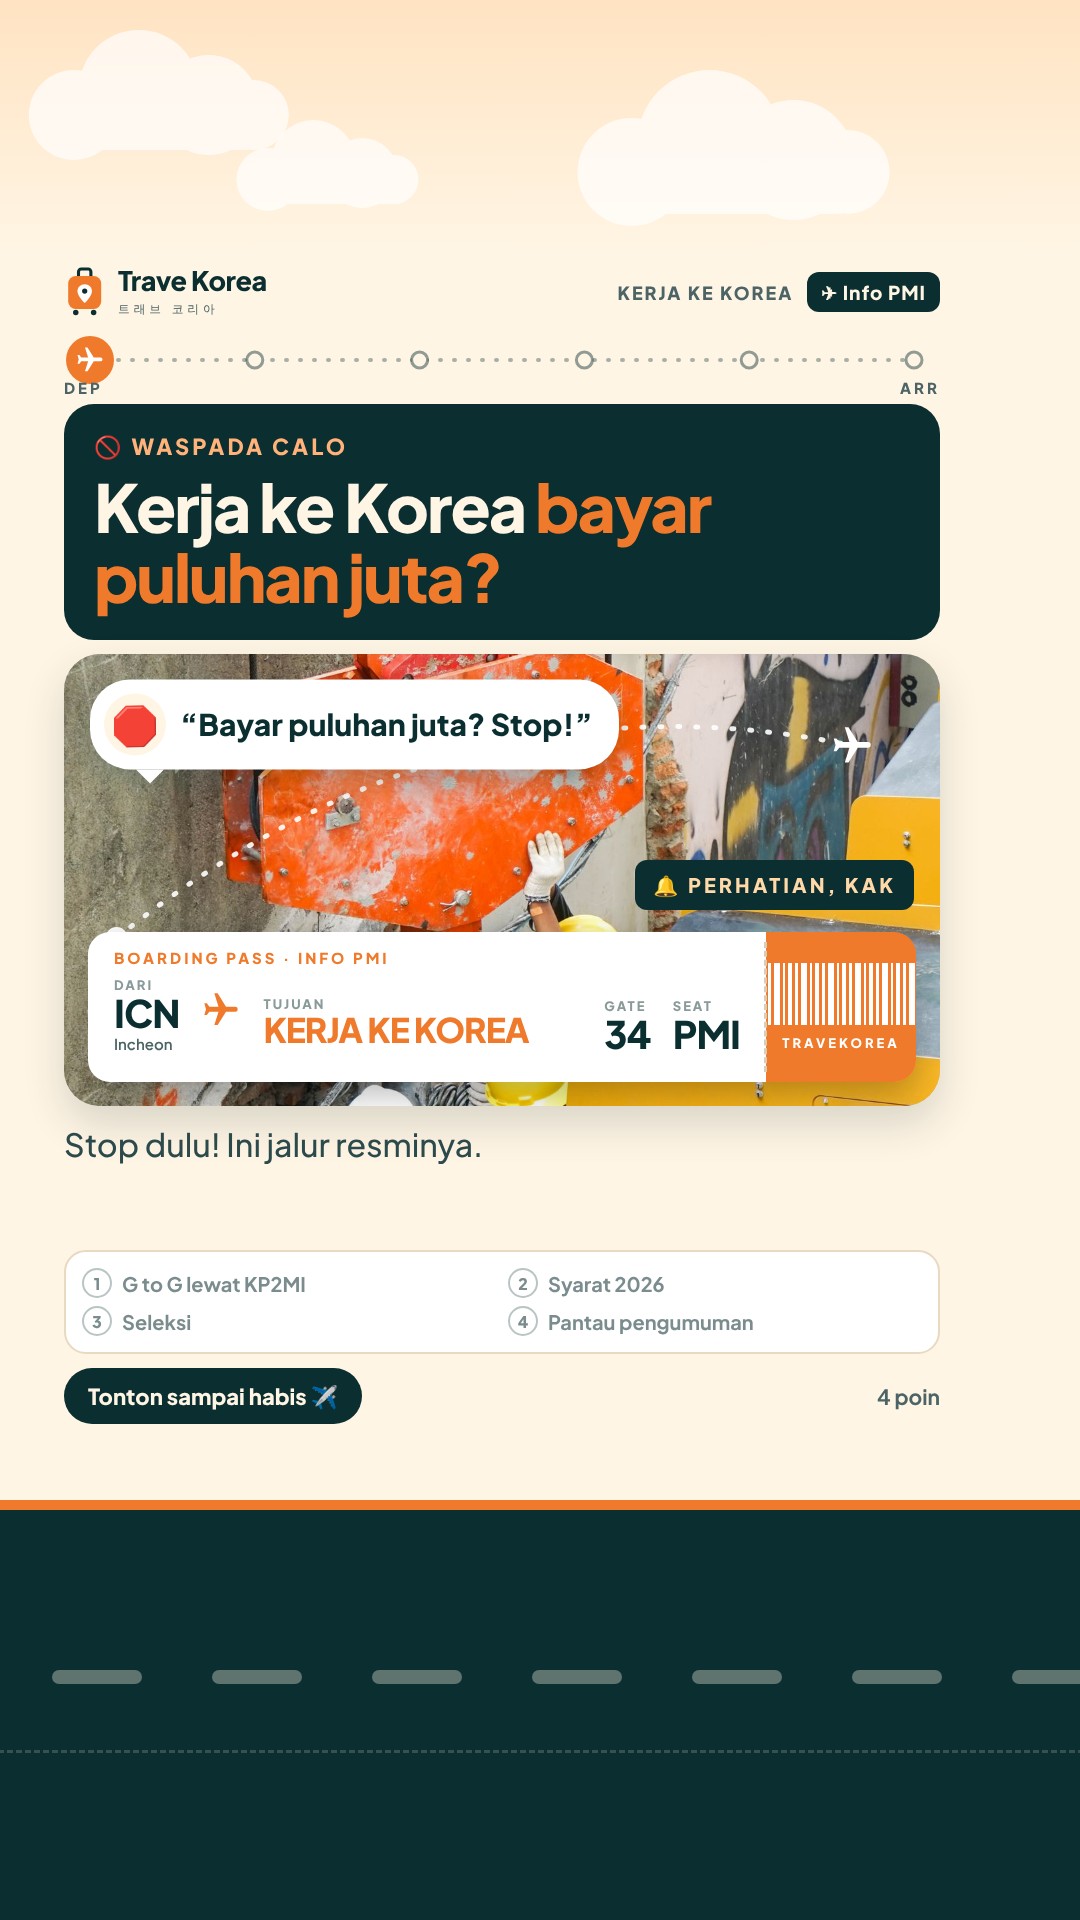 Trave Korea
트래브 코리아
KERJA KE KOREA
✈ Info PMI
DEP
ARR
🚫 WASPADA CALO
Kerja ke Korea bayar
puluhan juta?
🛑 “Bayar puluhan juta? Stop!”
🔔 PERHATIAN, KAK
BOARDING PASS · INFO PMI
DARI
ICN
Incheon
TUJUAN
KERJA KE KOREA
GATE
34
SEAT
PMI
TRAVEKOREA
Stop dulu! Ini jalur resminya.
1 G to G lewat KP2MI
2 Syarat 2026
3 Seleksi
4 Pantau pengumuman
Tonton sampai habis ✈️
4 poin